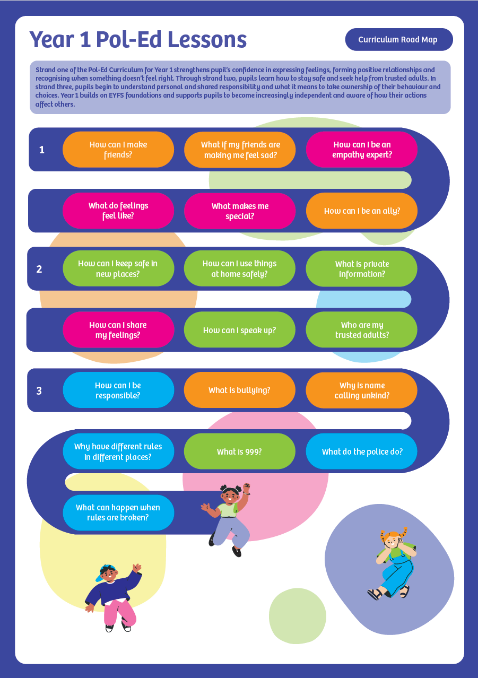 Year 1 Pol-Ed Lessons
Curriculum Road Map
Strand one of the Pol-Ed Curriculum for Year 1 strengthens pupil's confidence in expressing feelings, forming positive relationships and
recognising when something doesn't feel right. Through strand two, pupils learn how to stay safe and seek help from trusted adults. In
strand three, pupils begin to understand personal and shared responsibility and what it means to take ownership of their behaviour and
choices. Year 1 builds on EYFS foundations and supports pupils to become increasingly independent and aware of how their actions
affect others.
1
How can I make
friends?
What if my friends are
making me feel sad?
How can I be an
empathy expert?
What do feelings
feel like?
What makes me
special?
How can I be an ally?
2
How can I keep safe in
new places?
How can I use things
at home safely?
What is private
information?
How can I share
my feelings?
How can I speak up?
Who are my
trusted adults?
3
How can I be
responsible?
What is bullying?
Why is name
calling unkind?
Why have different rules
in different places?
What is 999?
What do the police do?
What can happen when
rules are broken?